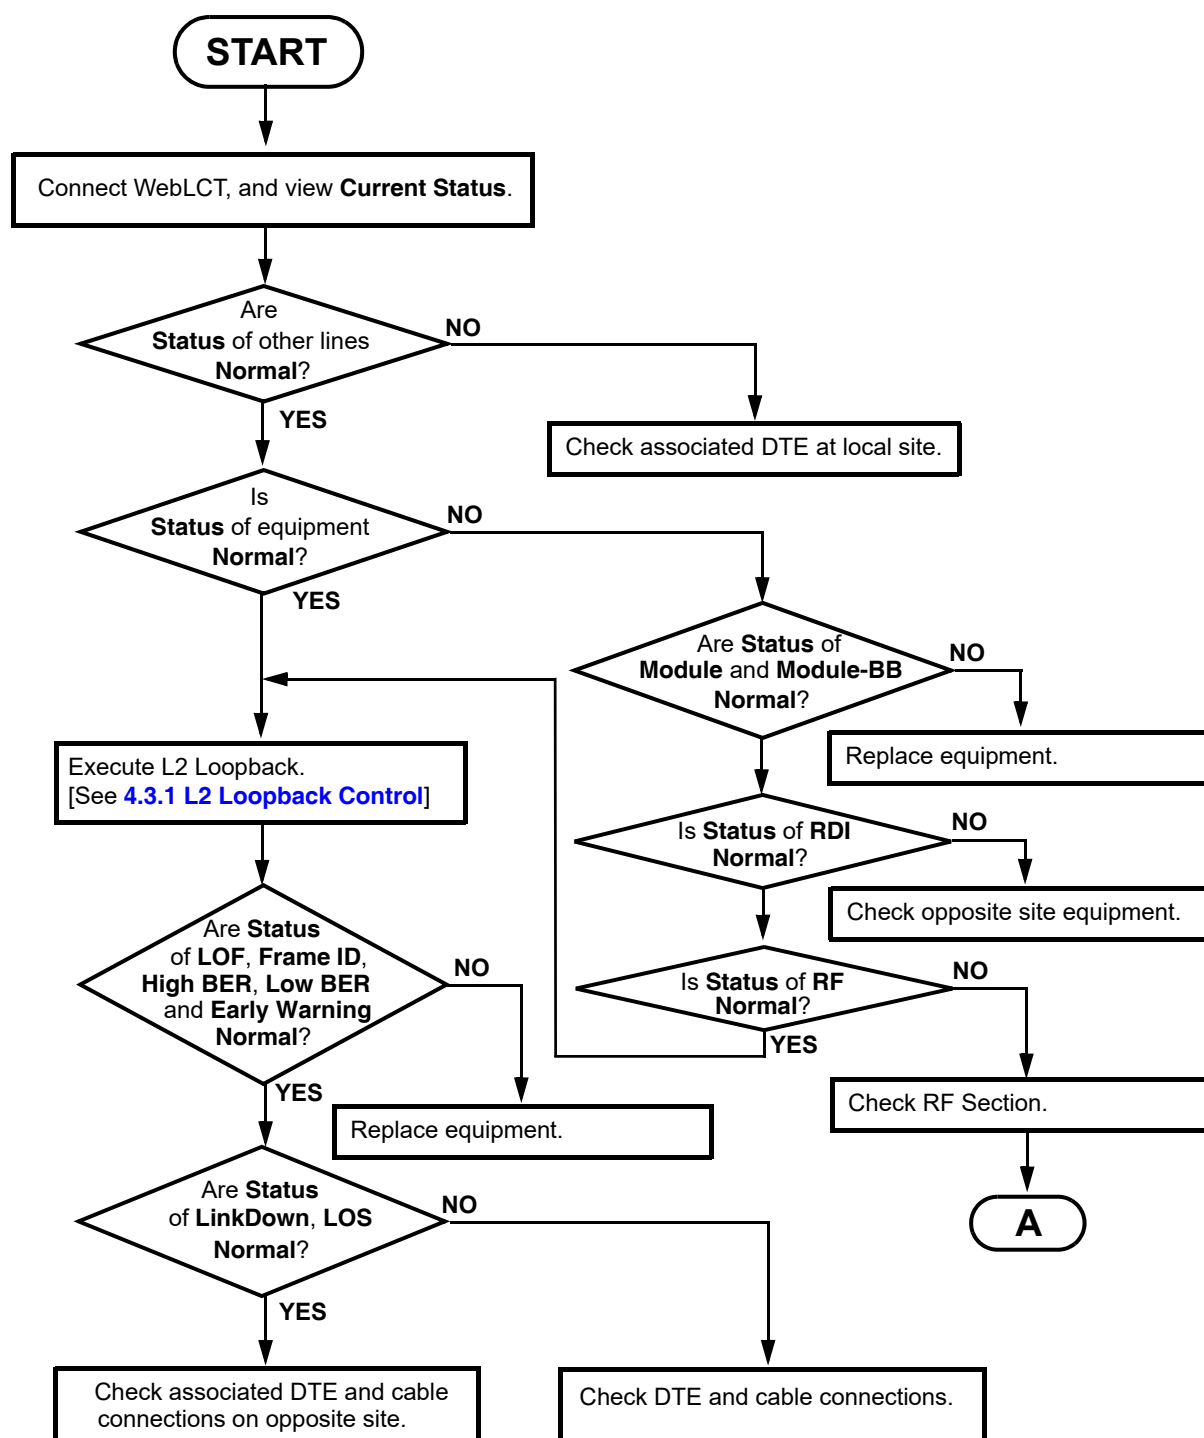 START
Connect WebLCT, and view Current Status.
Are
Status of other lines
Normal?
NO
YES
Check associated DTE at local site.
Is
Status of equipment
Normal?
NO
YES
Are Status of
Module and Module-BB
Normal?
NO
Replace equipment.
Execute L2 Loopback.
[See 4.3.1 L2 Loopback Control]
Is Status of RDI
Normal?
NO
Check opposite site equipment.
Are Status
of LOF, Frame ID,
High BER, Low BER
and Early Warning
Normal?
NO
YES
Is Status of RF
Normal?
NO
YES
Replace equipment.
Check RF Section.
Are Status
of LinkDown, LOS
Normal?
NO
YES
A
Check associated DTE and cable
connections on opposite site.
Check DTE and cable connections.